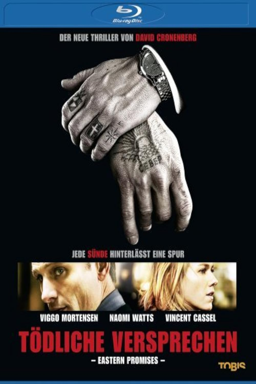 Blu-ray Disc
DER NEUE THRILLER VON DAVID CRONENBERG
JEDE SÜNDE HINTERLÄSST EINE SPUR
VIGGO MORTENSEN NAOMI WATTS VINCENT CASSEL
TÖDLICHE VERSPRECHEN
– EASTERN PROMISES –
TOBIS